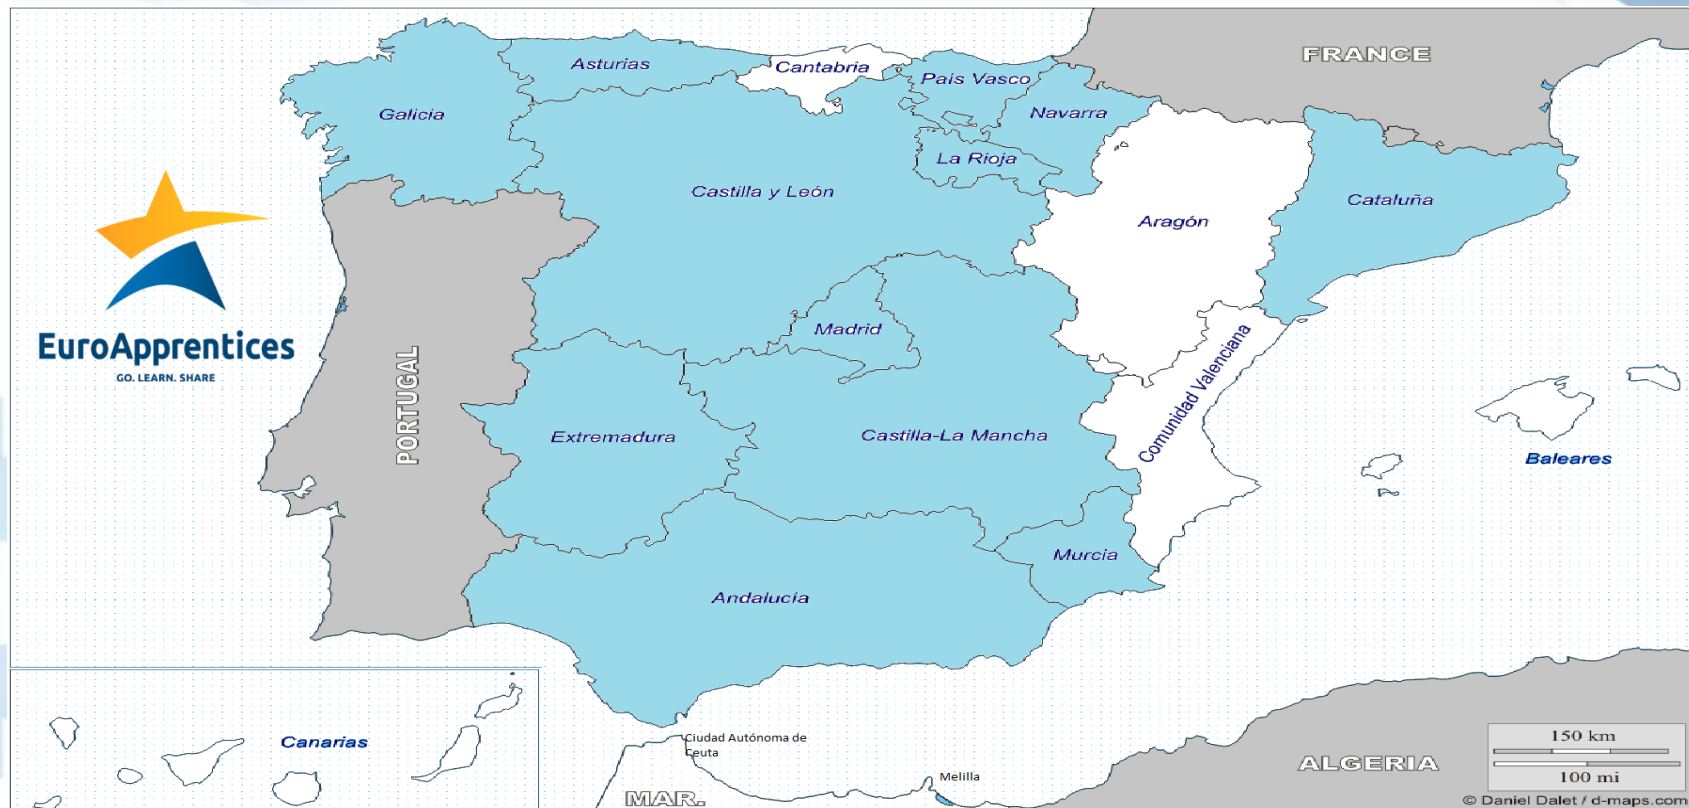 FRANCE
Asturias
Cantabria
País Vasco
Galicia
Navarra
La Rioja
Castilla y León
Cataluña
Aragón
Madrid
EuroApprentices
GO. LEARN. SHARE
PORTUGAL
Comunidad Valenciana
Extremadura
Castilla-La Mancha
Baleares
Murcia
Andalucía
Canarias
Ciudad Autónoma de
Ceuta
Melilla
MAR.
ALGERIA
150 km
100 mi
© Daniel Dalet / d-maps.com